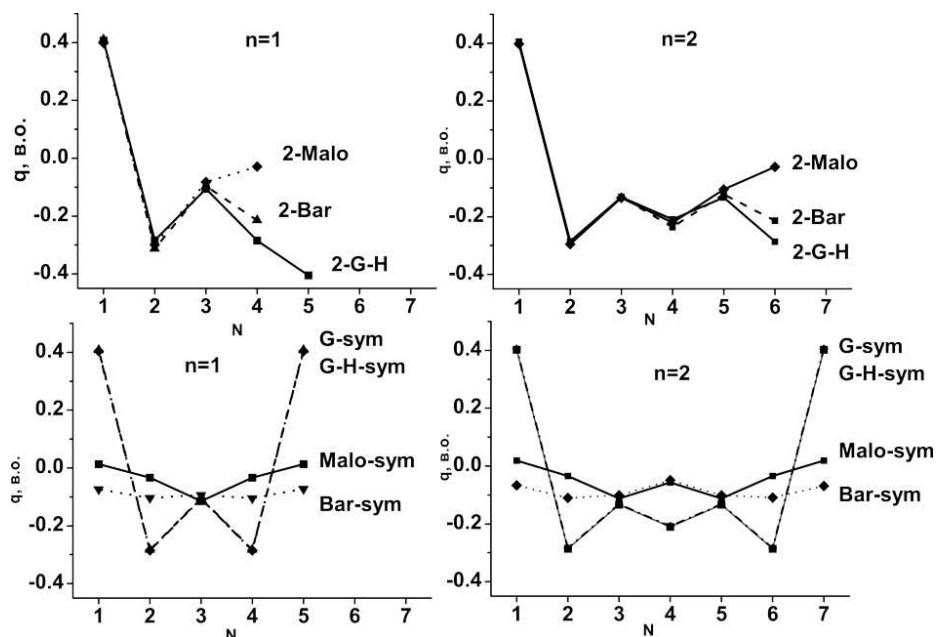 n=1
0.4
0.2
0.0
-0.2
-0.4
q, в.о.
2-Malo
2-Bar
2-G-H
1 2 3 4 5 6 7
N
n=2
0.4
0.2
0.0
-0.2
-0.4
q, в.о.
2-Malo
2-Bar
2-G-H
1 2 3 4 5 6 7
N
n=1
0.4
0.2
0.0
-0.2
-0.4
q, в.о.
G-sym
G-H-sym
Malo-sym
Bar-sym
1 2 3 4 5 6 7
N
n=2
0.4
0.2
0.0
-0.2
-0.4
q, в.о.
G-sym
G-H-sym
Malo-sym
Bar-sym
1 2 3 4 5 6 7
N